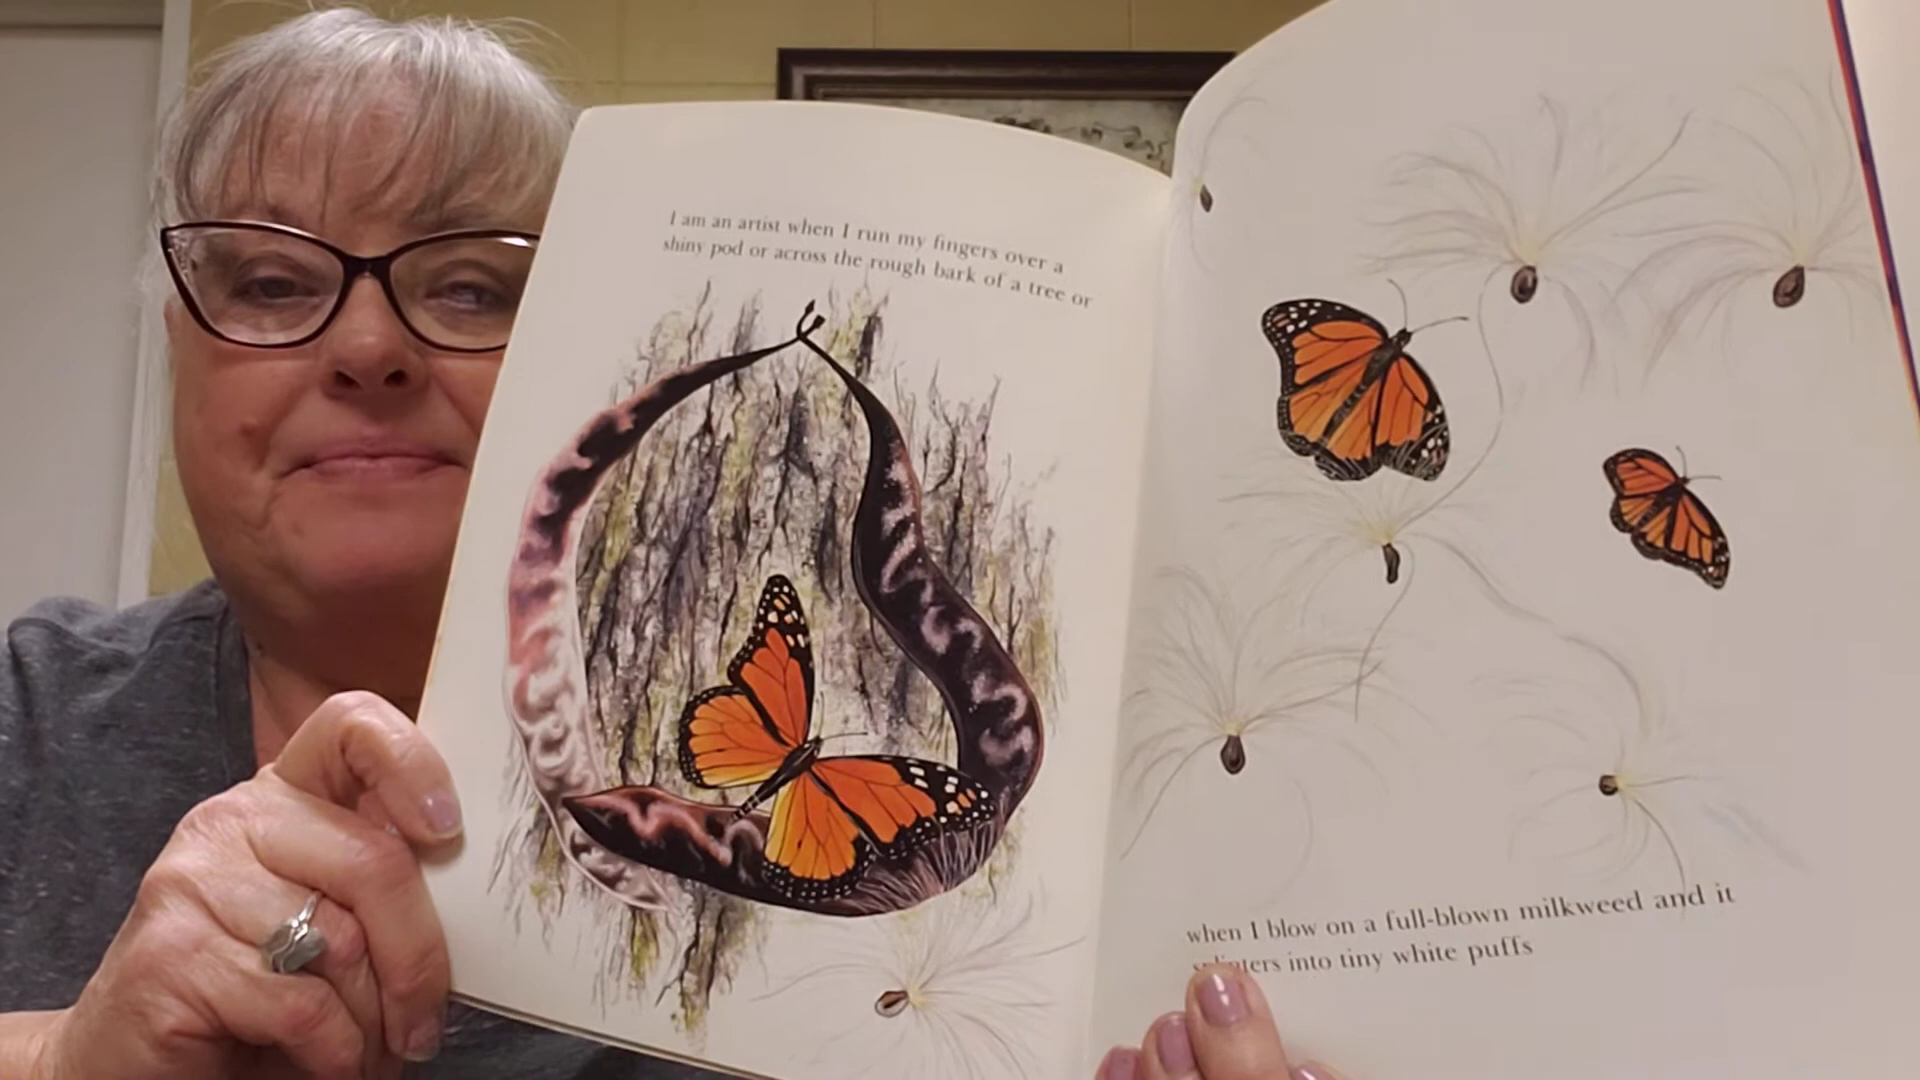 I am an artist when I run my fingers over a
shiny pod or across the rough bark of a tree or
when I blow on a full-blown milkweed and it
splinters into tiny white puffs